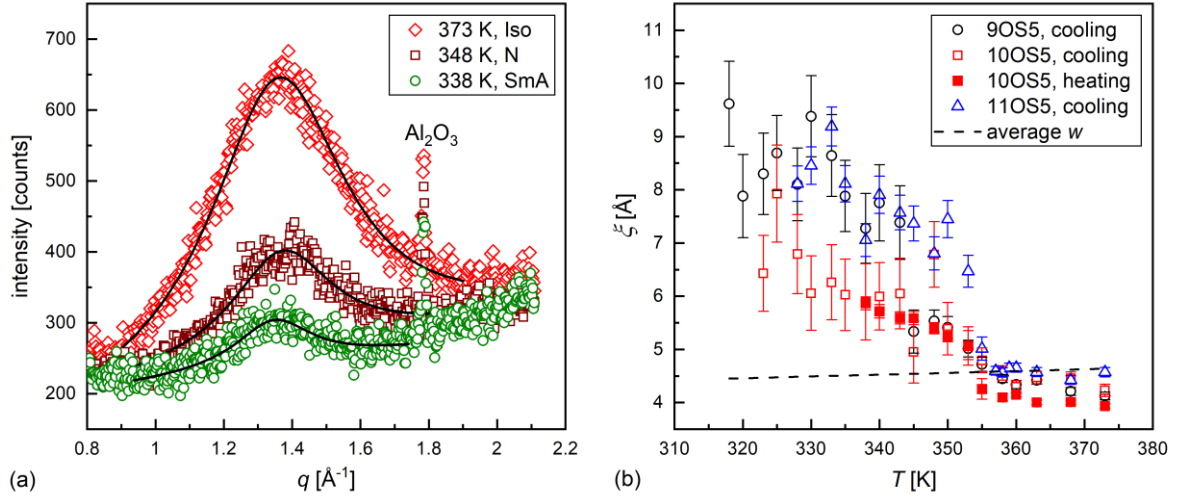 373 K, Iso
348 K, N
338 K, SmA
Al₂O₃
700
600
500
400
300
200
intensity [counts]
0.8 1 1.2 1.4 1.6 1.8 2 2.2
(a) q [Å⁻¹]
9OS5, cooling
10OS5, cooling
10OS5, heating
11OS5, cooling
average w
11
10
9
8
7
6
5
4
ξ [Å]
310 320 330 340 350 360 370 380
(b) T [K]